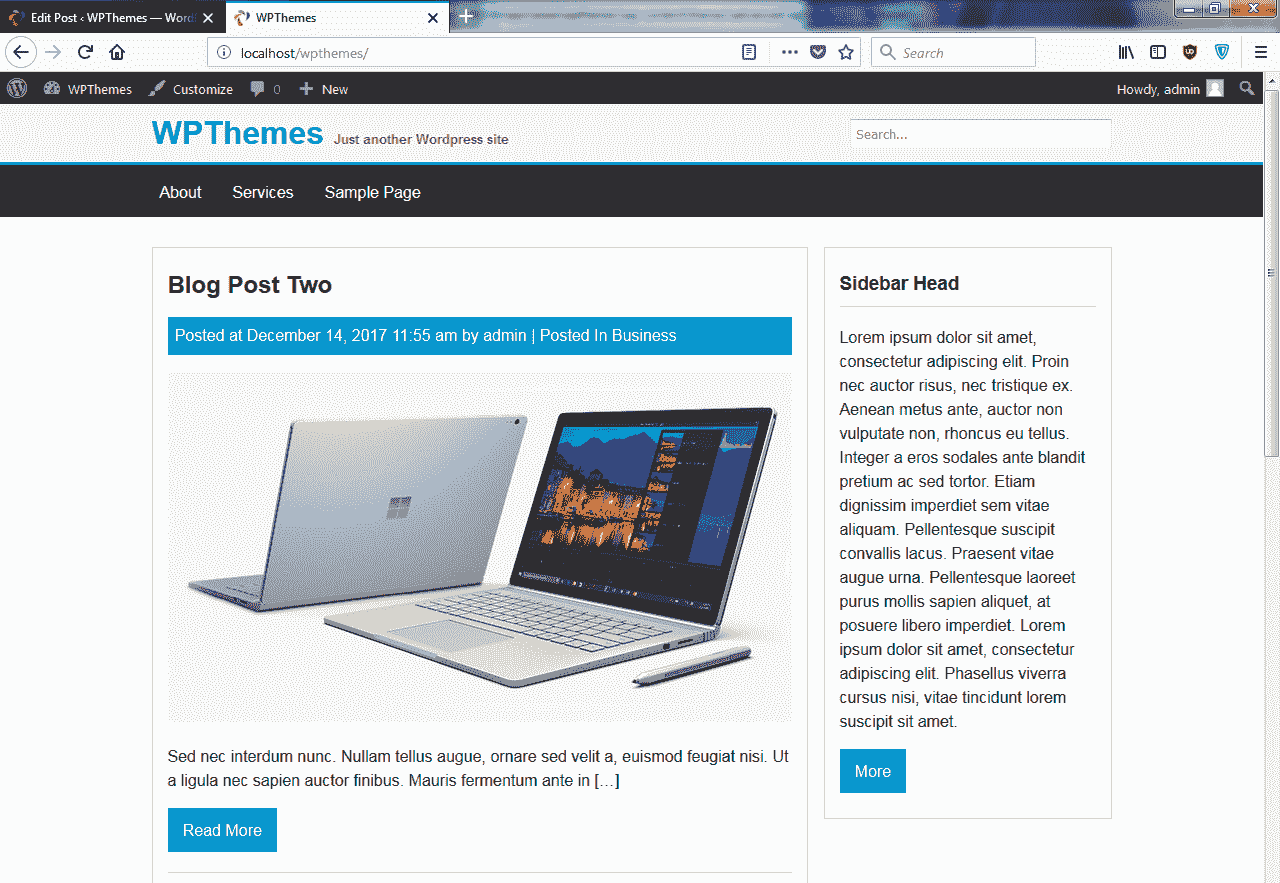 Edit Post ‹ WPThemes — Word
WPThemes
localhost/wpthemes/
Search
WPThemes
Customize
0
New
Howdy, admin
WPThemes
Just another Wordpress site
Search...
About
Services
Sample Page
Blog Post Two
Posted at December 14, 2017 11:55 am by admin | Posted In Business
Sed nec interdum nunc. Nullam tellus augue, ornare sed velit a, euismod feugiat nisi. Ut
a ligula nec sapien auctor finibus. Mauris fermentum ante in […]
Read More
Sidebar Head
Lorem ipsum dolor sit amet,
consectetur adipiscing elit. Proin
nec auctor risus, nec tristique ex.
Aenean metus ante, auctor non
vulputate non, rhoncus eu tellus.
Integer a eros sodales ante blandit
pretium ac sed tortor. Etiam
dignissim imperdiet sem vitae
aliquam. Pellentesque suscipit
convallis lacus. Praesent vitae
augue urna. Pellentesque laoreet
purus mollis sapien aliquet, at
posuere libero imperdiet. Lorem
ipsum dolor sit amet, consectetur
adipiscing elit. Phasellus viverra
cursus nisi, vitae tincidunt lorem
suscipit sit amet.
More